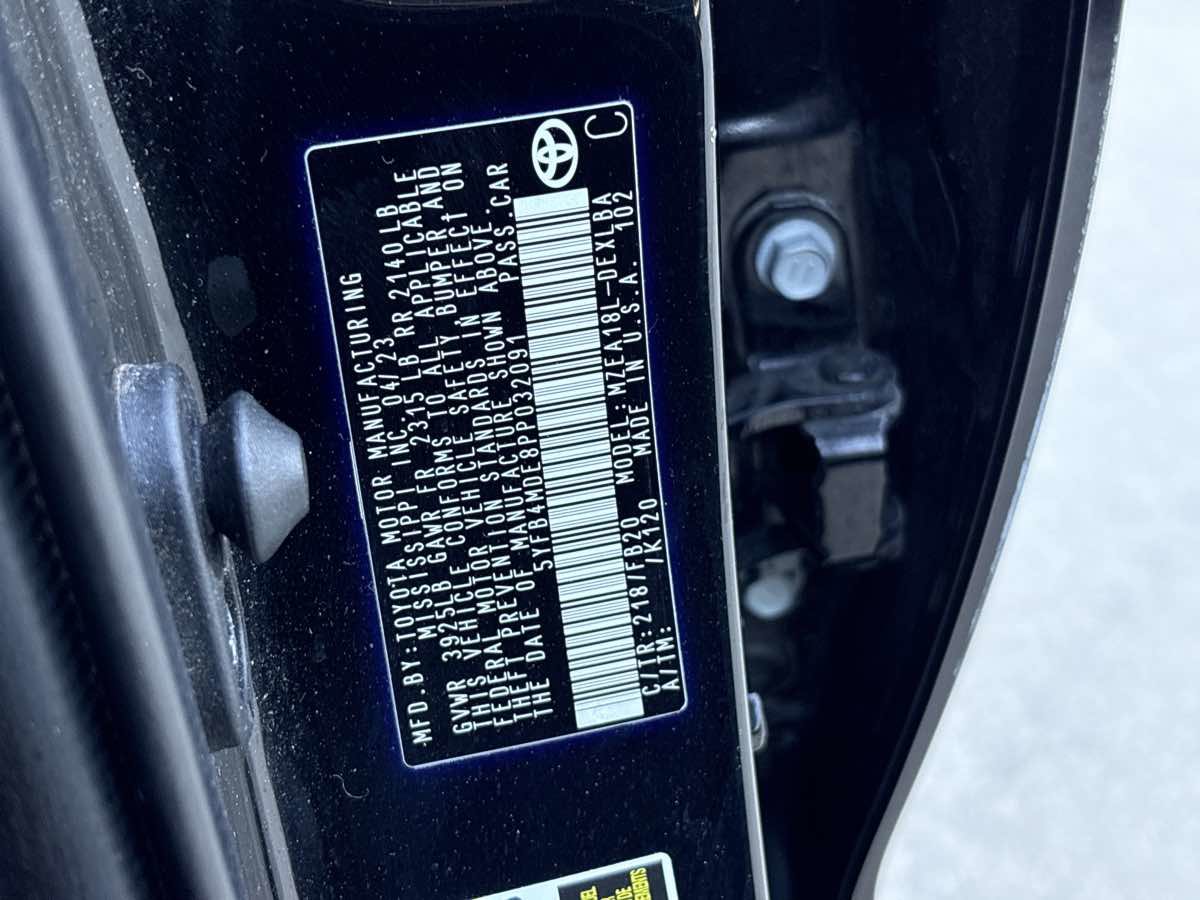 MFD.BY:TOYOTA MOTOR MANUFACTURING
MISSISSIPPI INC. 04/23
GVWR 3925LB GAWR FR 2315 LB RR 2140LB
THIS VEHICLE CONFORMS TO ALL APPLICABLE
FEDERAL MOTOR VEHICLE SAFETY,BUMPER,AND
THEFT PREVENTION STANDARDS IN EFFECT ON
THE DATE OF MANUFACTURE SHOWN ABOVE.
5YFB4MDE8PP032091 PASS.CAR
C/TR:218/FB20 MODEL:MZEA18L-DEXLBA
A/TM: /K120 MADE IN U.S.A. 102
C